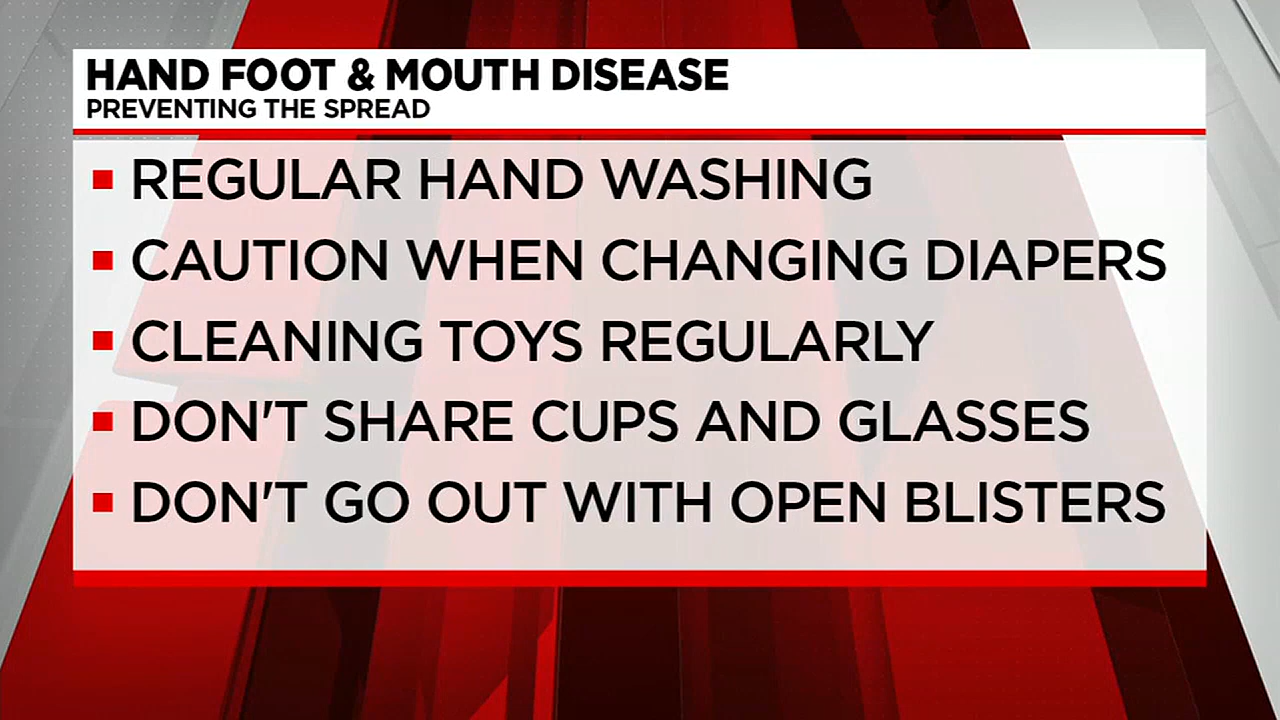 HAND FOOT & MOUTH DISEASE
PREVENTING THE SPREAD
REGULAR HAND WASHING
CAUTION WHEN CHANGING DIAPERS
CLEANING TOYS REGULARLY
DON'T SHARE CUPS AND GLASSES
DON'T GO OUT WITH OPEN BLISTERS